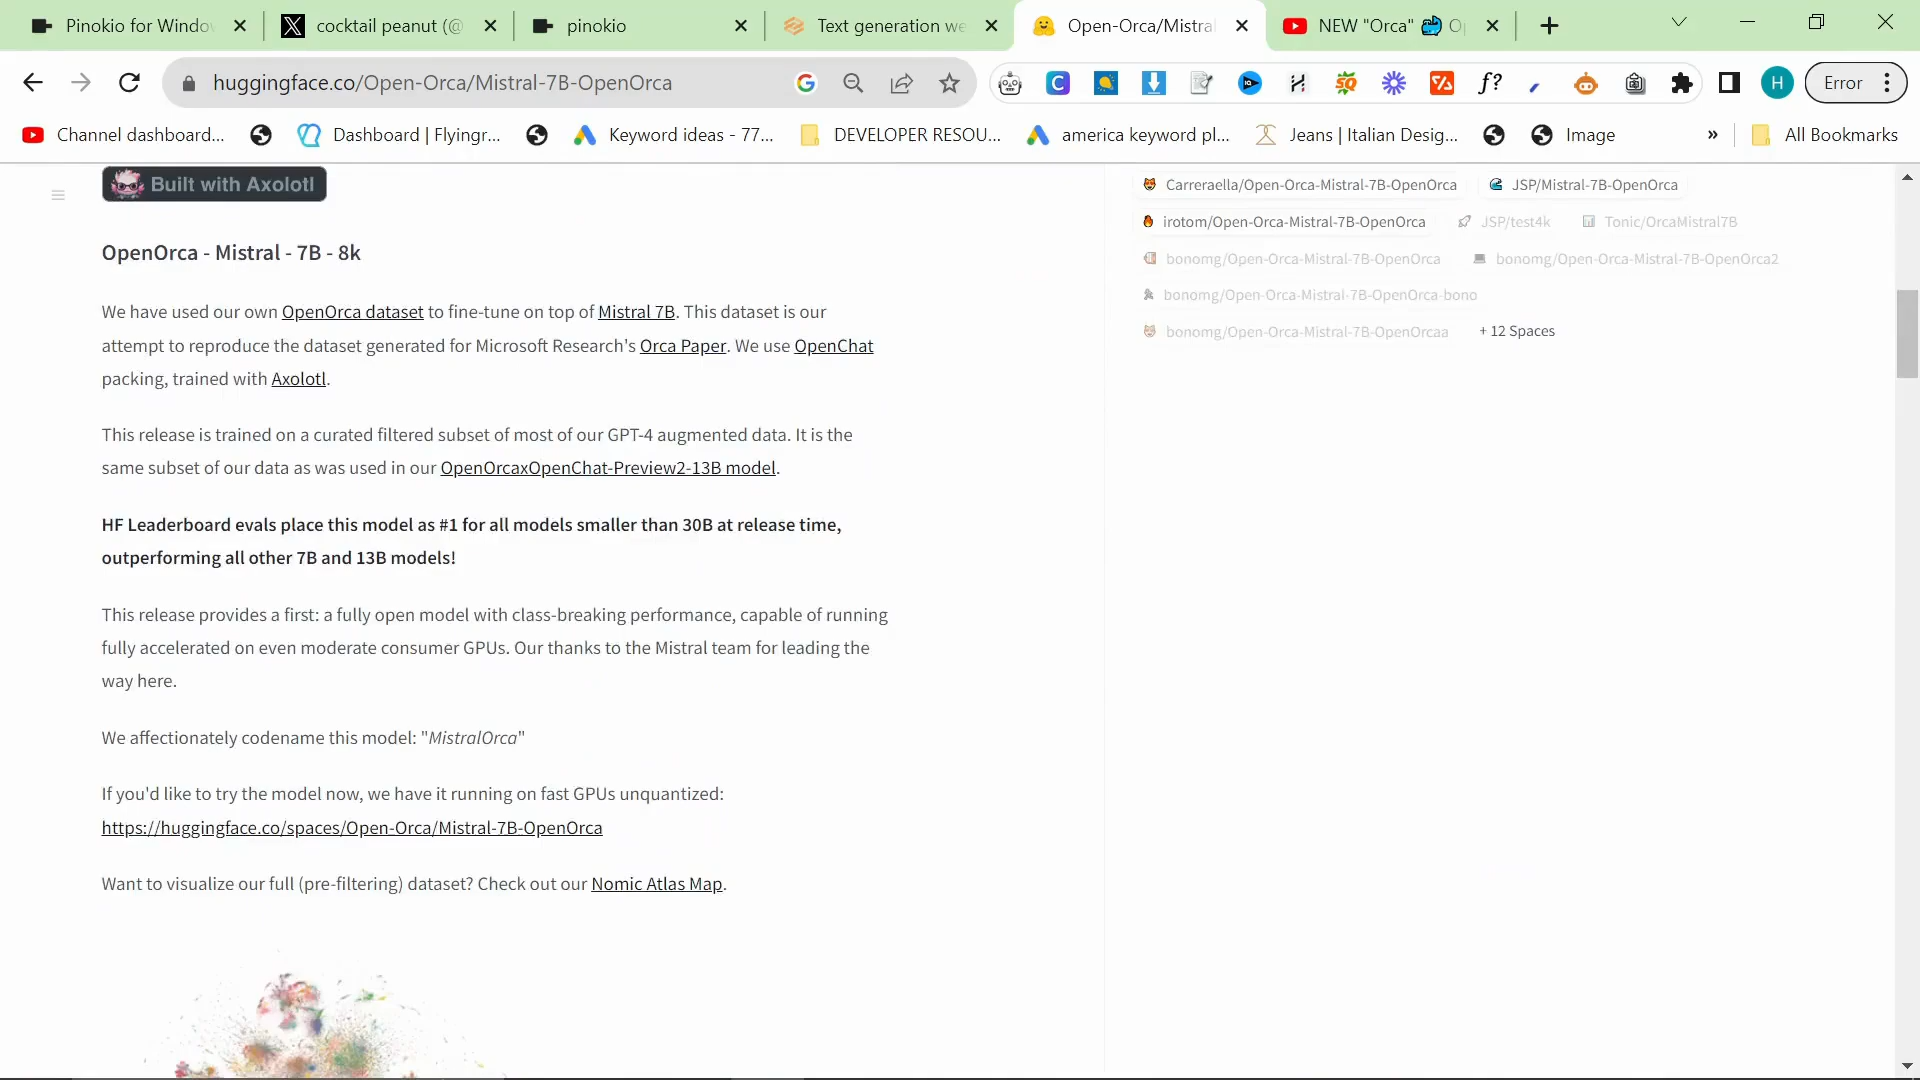 Pinokio for Windo
cocktail peanut (@
pinokio
Text generation we
Open-Orca/Mistra
NEW "Orca" 🐳 O
huggingface.co/Open-Orca/Mistral-7B-OpenOrca
Error
H
Channel dashboard...
Dashboard | Flyingr...
Keyword ideas - 77...
DEVELOPER RESOU...
america keyword pl...
Jeans | Italian Desig...
Image
»
All Bookmarks
Built with Axolotl
OpenOrca - Mistral - 7B - 8k
We have used our own OpenOrca dataset to fine-tune on top of Mistral 7B. This dataset is our
attempt to reproduce the dataset generated for Microsoft Research's Orca Paper. We use OpenChat
packing, trained with Axolotl.
This release is trained on a curated filtered subset of most of our GPT-4 augmented data. It is the
same subset of our data as was used in our OpenOrcaxOpenChat-Preview2-13B model.
HF Leaderboard evals place this model as #1 for all models smaller than 30B at release time,
outperforming all other 7B and 13B models!
This release provides a first: a fully open model with class-breaking performance, capable of running
fully accelerated on even moderate consumer GPUs. Our thanks to the Mistral team for leading the
way here.
We affectionately codename this model: "MistralOrca"
If you'd like to try the model now, we have it running on fast GPUs unquantized:
https://huggingface.co/spaces/Open-Orca/Mistral-7B-OpenOrca
Want to visualize our full (pre-filtering) dataset? Check out our Nomic Atlas Map.
Carreraella/Open-Orca-Mistral-7B-OpenOrca
JSP/Mistral-7B-OpenOrca
irotom/Open-Orca-Mistral-7B-OpenOrca
JSP/test4k
Tonic/OrcaMistral7B
bonomg/Open-Orca-Mistral-7B-OpenOrca
bonomg/Open-Orca-Mistral-7B-OpenOrca2
bonomg/Open-Orca-Mistral-7B-OpenOrca-bono
bonomg/Open-Orca-Mistral-7B-OpenOrcaa
+ 12 Spaces